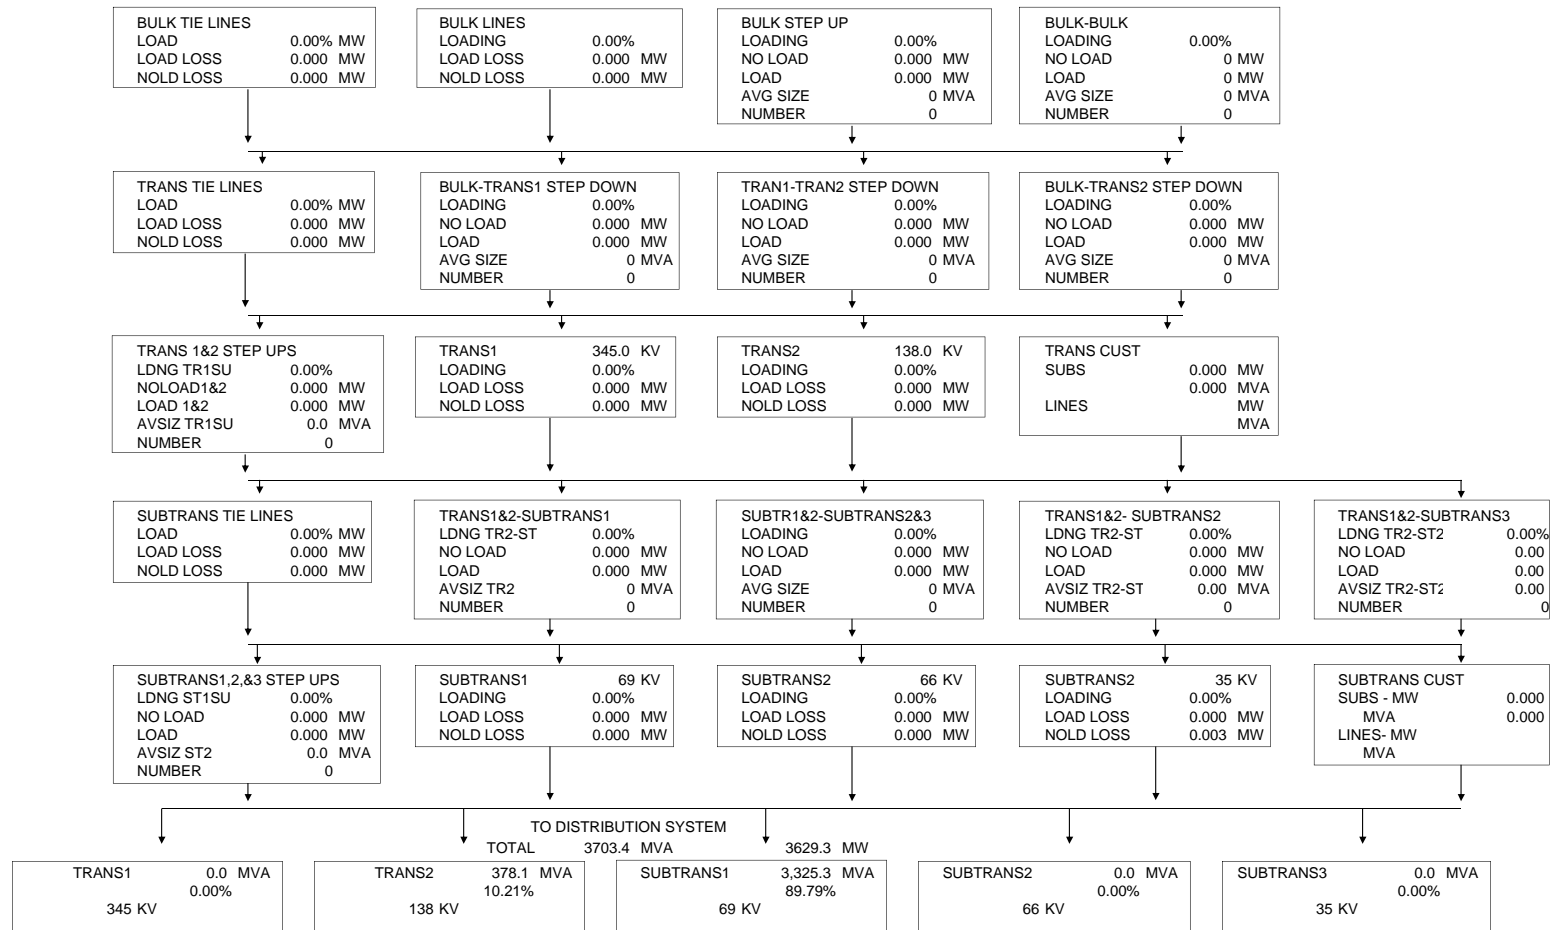 BULK TIE LINES
LOAD 0.00% MW
LOAD LOSS 0.000 MW
NOLD LOSS 0.000 MW
BULK LINES
LOADING 0.00%
LOAD LOSS 0.000 MW
NOLD LOSS 0.000 MW
BULK STEP UP
LOADING 0.00%
NO LOAD 0.000 MW
LOAD 0.000 MW
AVG SIZE 0 MVA
NUMBER 0
BULK-BULK
LOADING 0.00%
NO LOAD 0 MW
LOAD 0 MW
AVG SIZE 0 MVA
NUMBER 0
TRANS TIE LINES
LOAD 0.00% MW
LOAD LOSS 0.000 MW
NOLD LOSS 0.000 MW
BULK-TRANS1 STEP DOWN
LOADING 0.00%
NO LOAD 0.000 MW
LOAD 0.000 MW
AVG SIZE 0 MVA
NUMBER 0
TRAN1-TRAN2 STEP DOWN
LOADING 0.00%
NO LOAD 0.000 MW
LOAD 0.000 MW
AVG SIZE 0 MVA
NUMBER 0
BULK-TRANS2 STEP DOWN
LOADING 0.00%
NO LOAD 0.000 MW
LOAD 0.000 MW
AVG SIZE 0 MVA
NUMBER 0
TRANS 1&2 STEP UPS
LDNG TR1SU 0.00%
NOLOAD1&2 0.000 MW
LOAD 1&2 0.000 MW
AVSIZ TR1SU 0.0 MVA
NUMBER 0
TRANS1 345.0 KV
LOADING 0.00%
LOAD LOSS 0.000 MW
NOLD LOSS 0.000 MW
TRANS2 138.0 KV
LOADING 0.00%
LOAD LOSS 0.000 MW
NOLD LOSS 0.000 MW
TRANS CUST
SUBS 0.000 MW
0.000 MVA
LINES MW
MVA
SUBTRANS TIE LINES
LOAD 0.00% MW
LOAD LOSS 0.000 MW
NOLD LOSS 0.000 MW
TRANS1&2-SUBTRANS1
LDNG TR2-ST 0.00%
NO LOAD 0.000 MW
LOAD 0.000 MW
AVSIZ TR2 0 MVA
NUMBER 0
SUBTR1&2-SUBTRANS2&3
LOADING 0.00%
NO LOAD 0.000 MW
LOAD 0.000 MW
AVG SIZE 0 MVA
NUMBER 0
TRANS1&2- SUBTRANS2
LDNG TR2-ST 0.00%
NO LOAD 0.000 MW
LOAD 0.000 MW
AVSIZ TR2-ST 0.00 MVA
NUMBER 0
TRANS1&2-SUBTRANS3
LDNG TR2-ST2 0.00%
NO LOAD 0.00
LOAD 0.00
AVSIZ TR2-ST2 0.00
NUMBER 0
SUBTRANS1,2,&3 STEP UPS
LDNG ST1SU 0.00%
NO LOAD 0.000 MW
LOAD 0.000 MW
AVSIZ ST2 0.0 MVA
NUMBER 0
SUBTRANS1 69 KV
LOADING 0.00%
LOAD LOSS 0.000 MW
NOLD LOSS 0.000 MW
SUBTRANS2 66 KV
LOADING 0.00%
LOAD LOSS 0.000 MW
NOLD LOSS 0.000 MW
SUBTRANS2 35 KV
LOADING 0.00%
LOAD LOSS 0.000 MW
NOLD LOSS 0.003 MW
SUBTRANS CUST
SUBS - MW 0.000
MVA 0.000
LINES- MW
MVA
TO DISTRIBUTION SYSTEM
TOTAL 3703.4 MVA 3629.3 MW
TRANS1 0.0 MVA
0.00%
345 KV
TRANS2 378.1 MVA
10.21%
138 KV
SUBTRANS1 3,325.3 MVA
89.79%
69 KV
SUBTRANS2 0.0 MVA
0.00%
66 KV
SUBTRANS3 0.0 MVA
0.00%
35 KV